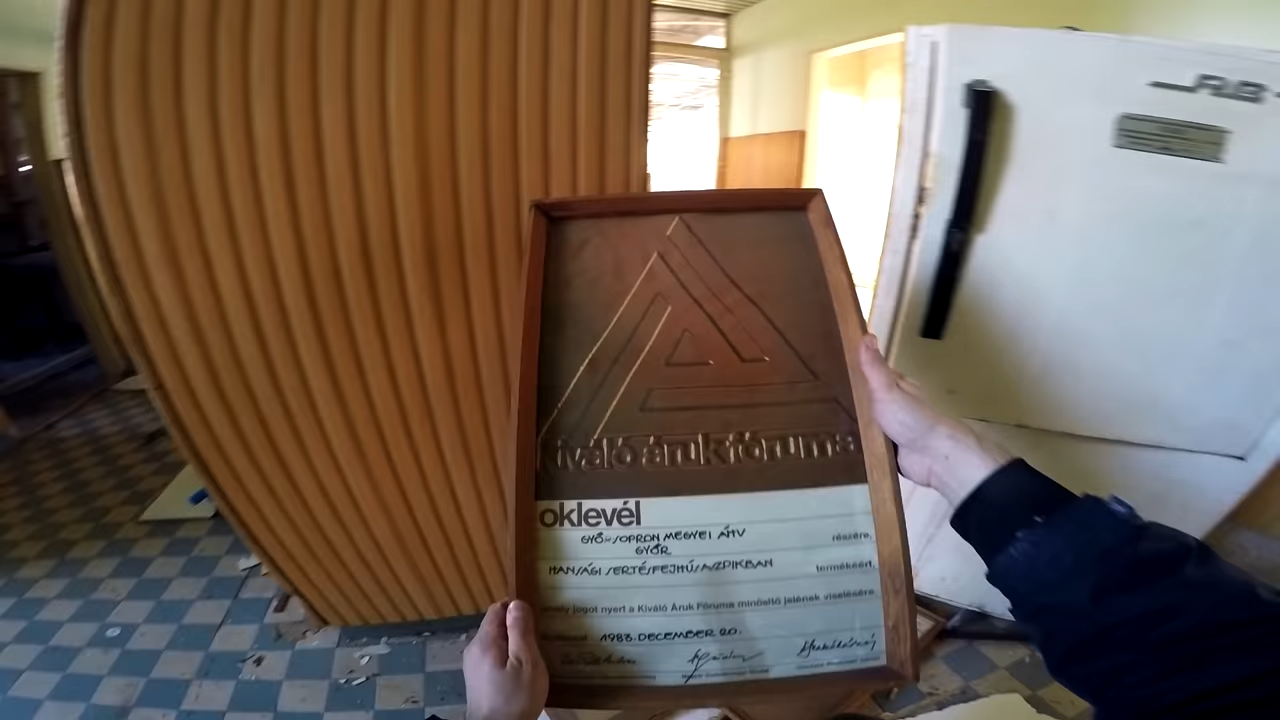 Kiváló áruk fóruma
oklevél
GYŐR-SOPRON MEGYEI ÁHV
részére,
GYŐR
HANSÁGI SERTÉSFEJHÚS ASZPIKBAN
termékéért,
amely jogot nyert a Kiváló Áruk Fóruma minősítő jelének viselésére.
1983. DECEMBER 20.